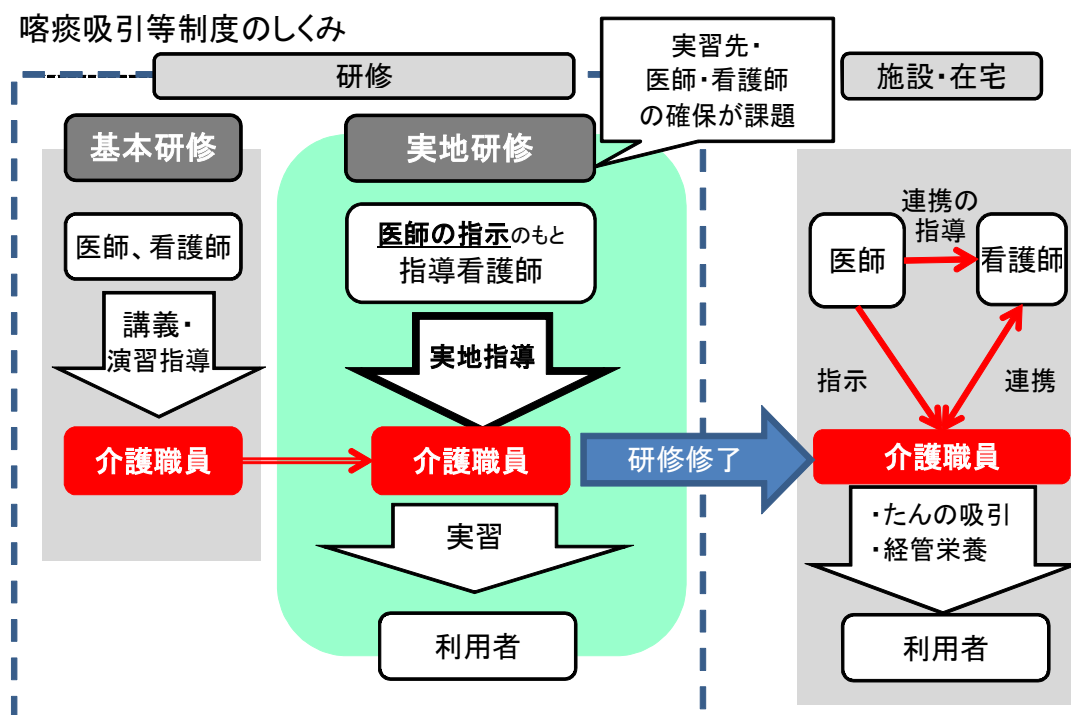 喀痰吸引等制度のしくみ
研修
実習先・
医師・看護師
の確保が課題
施設・在宅
基本研修
医師、看護師
講義・
演習指導
介護職員
実地研修
医師の指示のもと
指導看護師
実地指導
介護職員
実習
利用者
研修修了
医師
連携の
指導
看護師
指示
連携
介護職員
・たんの吸引
・経管栄養
利用者